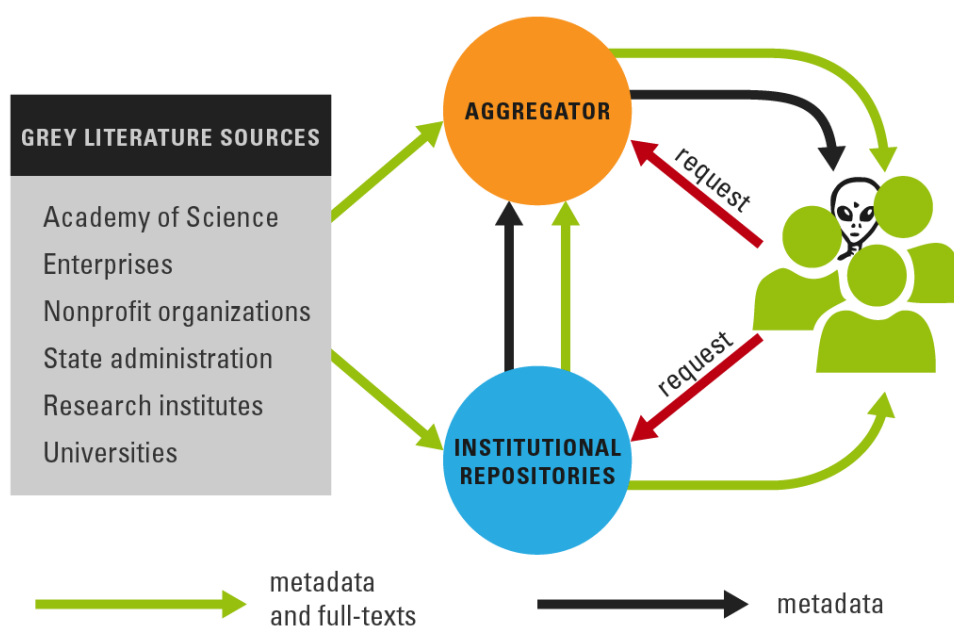 GREY LITERATURE SOURCES
Academy of Science
Enterprises
Nonprofit organizations
State administration
Research institutes
Universities
AGGREGATOR
request
request
INSTITUTIONAL
REPOSITORIES
metadata
and full-texts
metadata